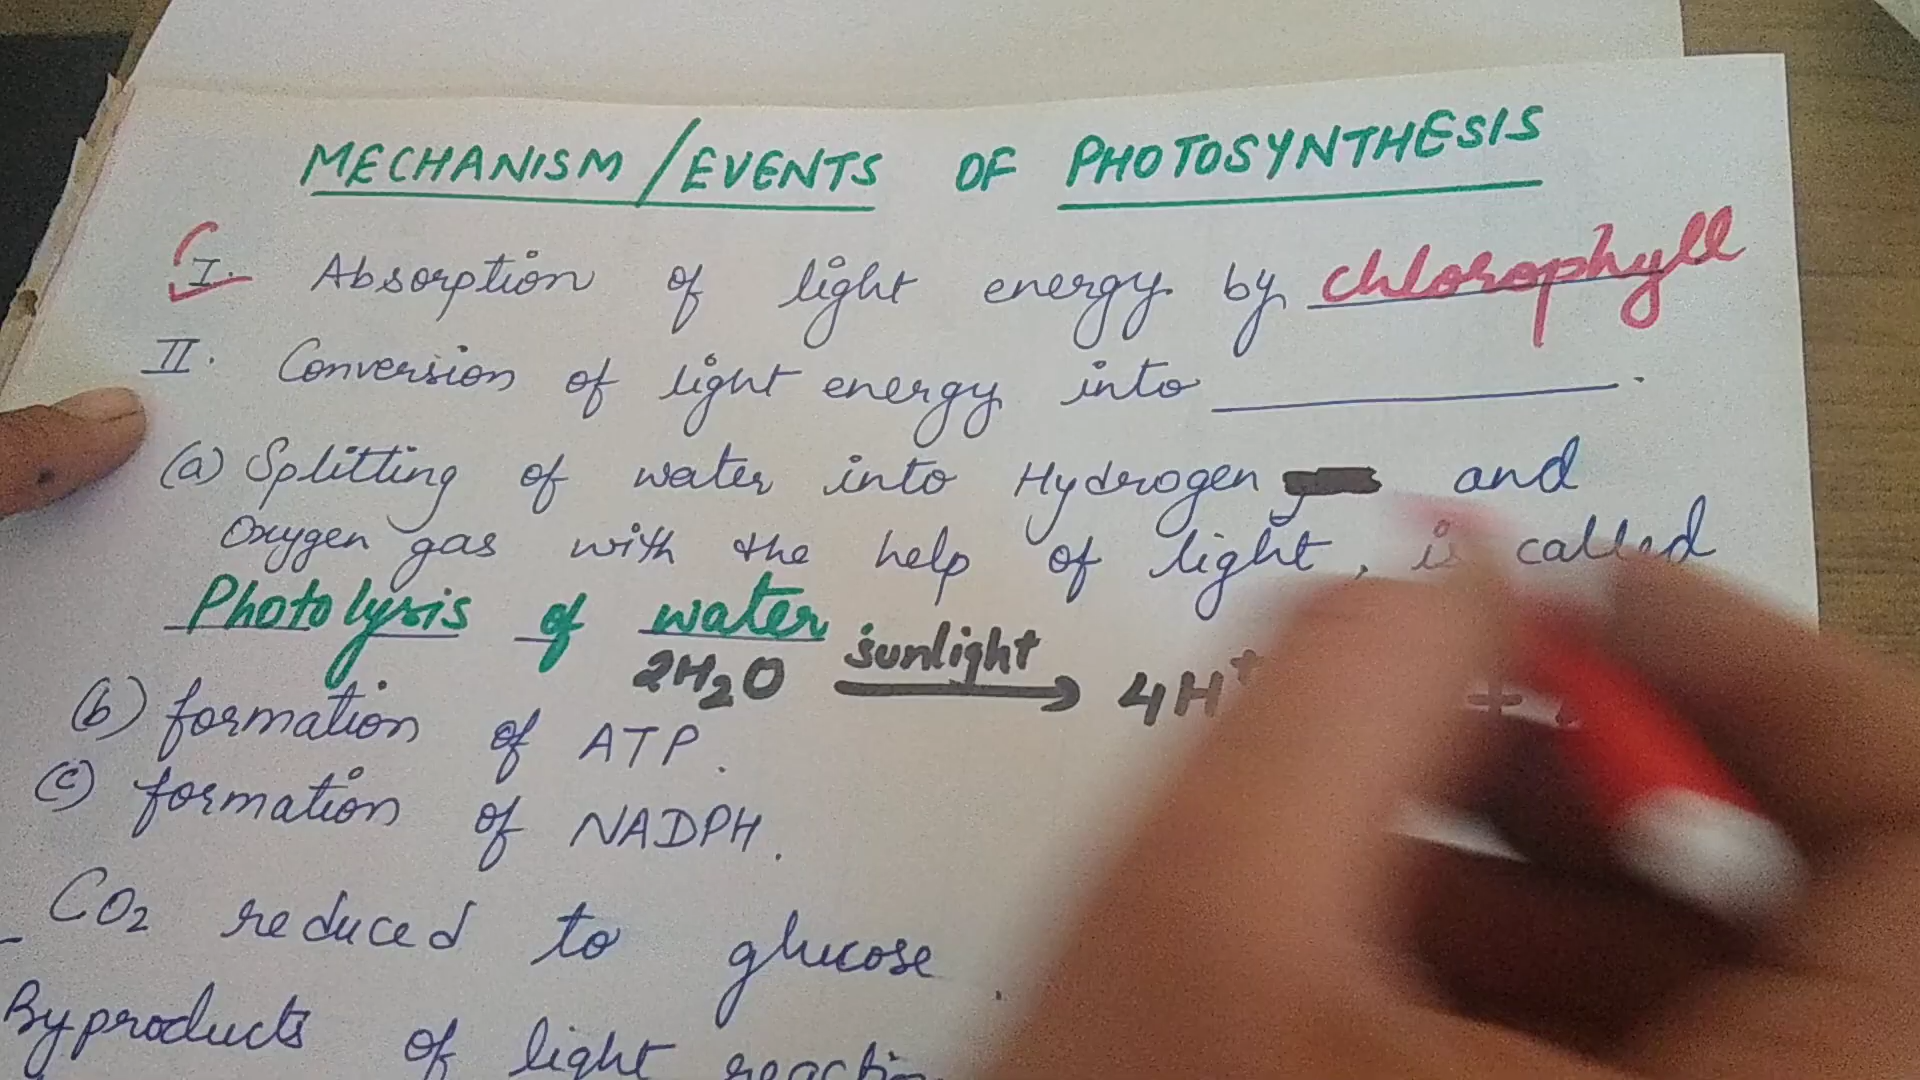 MECHANISM/EVENTS OF PHOTOSYNTHESIS
I. Absorption of light energy by chlorophyll
II. Conversion of light energy into ________.
(a) Splitting of water into Hydrogen and
Oxygen gas with the help of light, is called
Photolysis of water
2H₂O sunlight → 4H⁺ +
(b) formation of ATP.
(c) formation of NADPH.
CO₂ reduced to glucose
Byproducts of light